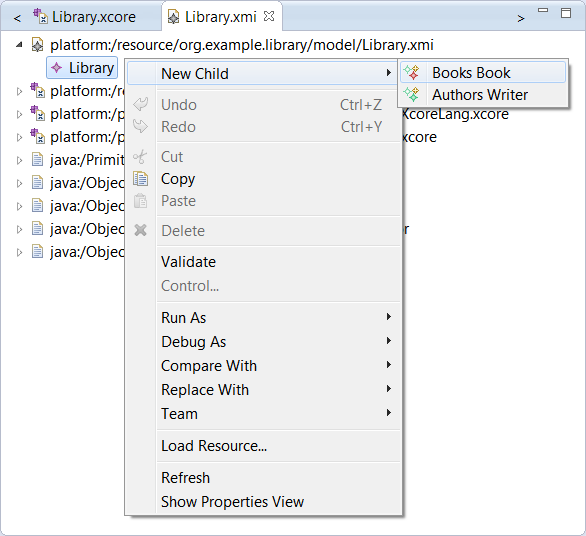 < Library.xcore Library.xmi >
platform:/resource/org.example.library/model/Library.xmi
Library
New Child
Books Book
Authors Writer
platform:/re
platform:/p XcoreLang.xcore
platform:/p xcore
java:/Primit
java:/Objec
java:/Objec
java:/Objec or
java:/Objec
Undo Ctrl+Z
Redo Ctrl+Y
Cut
Copy
Paste
Delete
Validate
Control...
Run As
Debug As
Compare With
Replace With
Team
Load Resource...
Refresh
Show Properties View